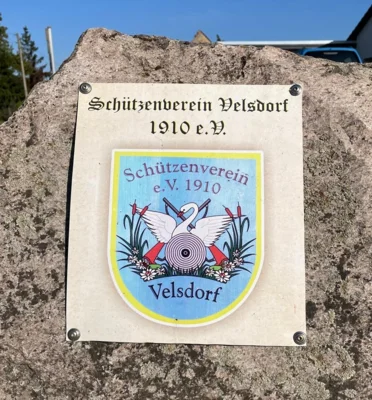 Schützenverein Velsdorf
1910 e.V.
Schützenverein
e.V. 1910
Velsdorf